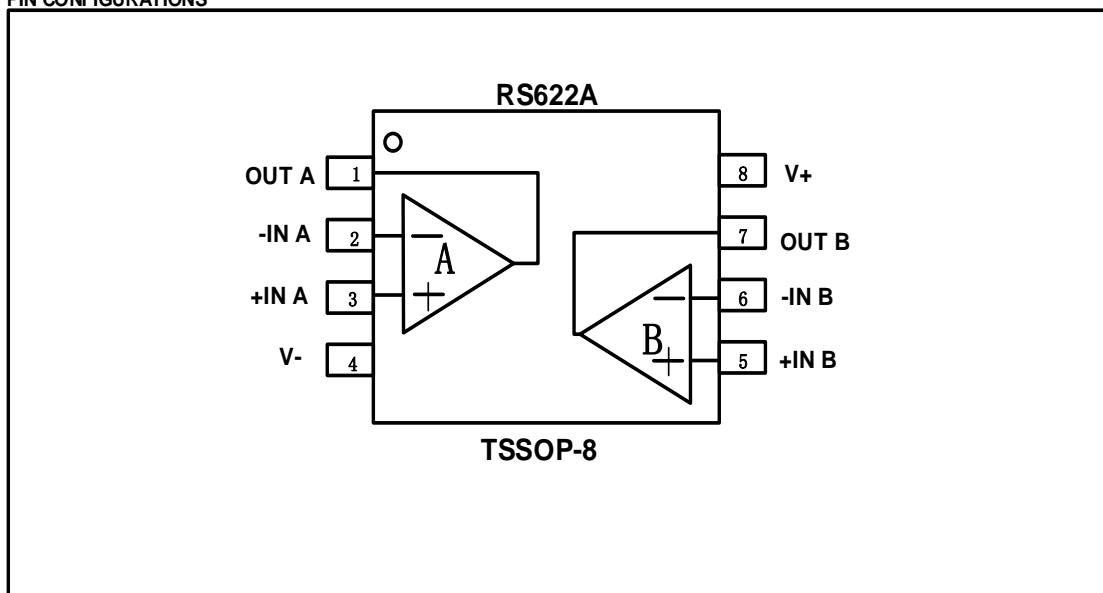 PIN CONFIGURATIONS
RS622A
OUT A 1
-IN A 2
+IN A 3
V- 4
8 V+
7 OUT B
6 -IN B
5 +IN B
A
B
TSSOP-8